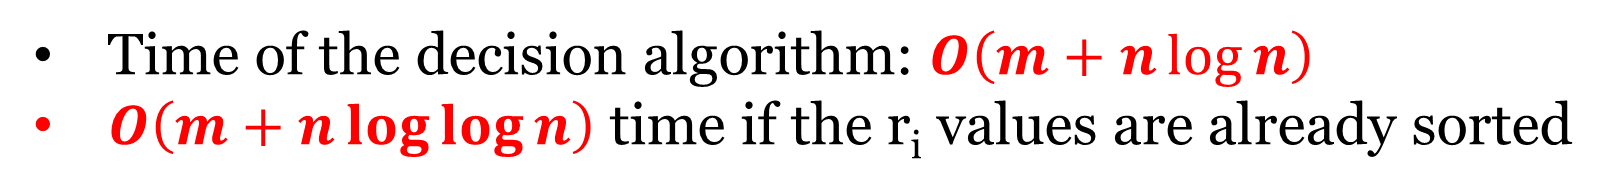 • Time of the decision algorithm: O(m + n log n)
• O(m + n log log n) time if the rᵢ values are already sorted